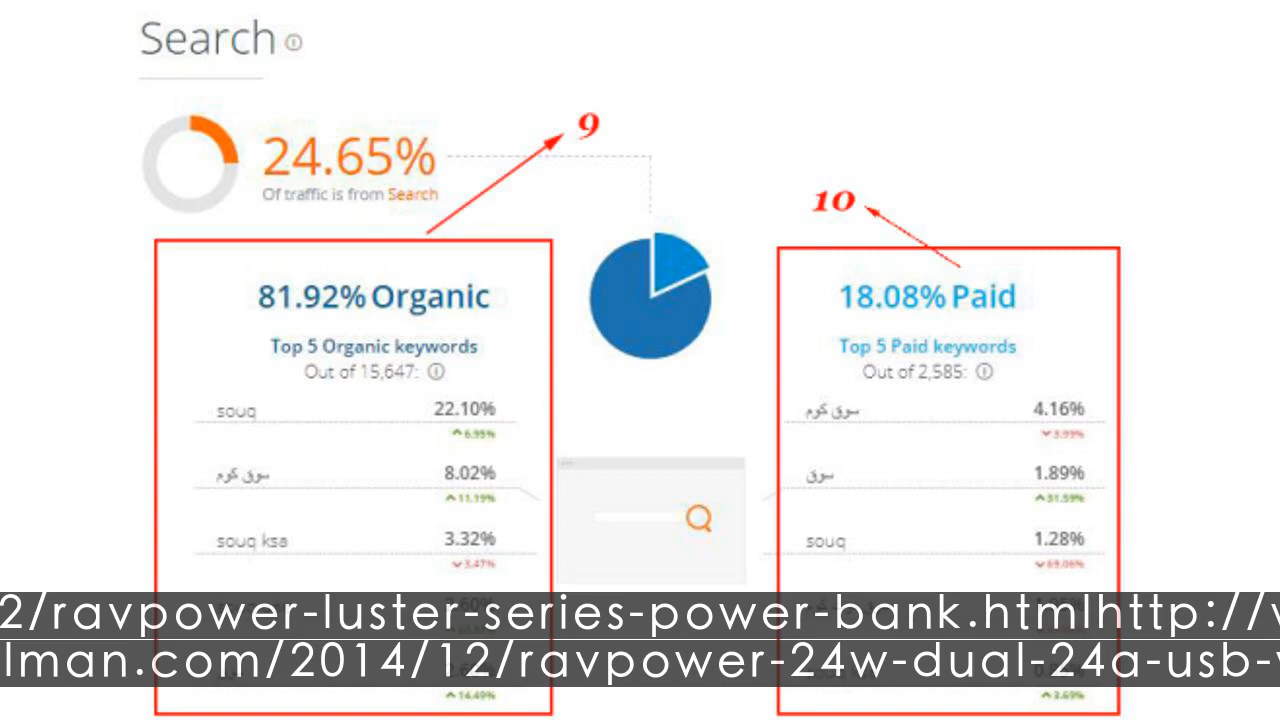 Search
9
24.65%
Of traffic is from Search
10
81.92% Organic
Top 5 Organic keywords
Out of 15,647:
souq 22.10%
6.95%
سوق كوم 8.02%
11.19%
souq ksa 3.32%
3.47%
18.08% Paid
Top 5 Paid keywords
Out of 2,585:
سوق كوم 4.16%
3.99%
سوق 1.89%
31.59%
souq 1.28%
69.06%
2/ravpower-luster-series-power-bank.htmlhttp://
lman.com/2014/12/ravpower-24w-dual-24a-usb-
14.49%
3.69%